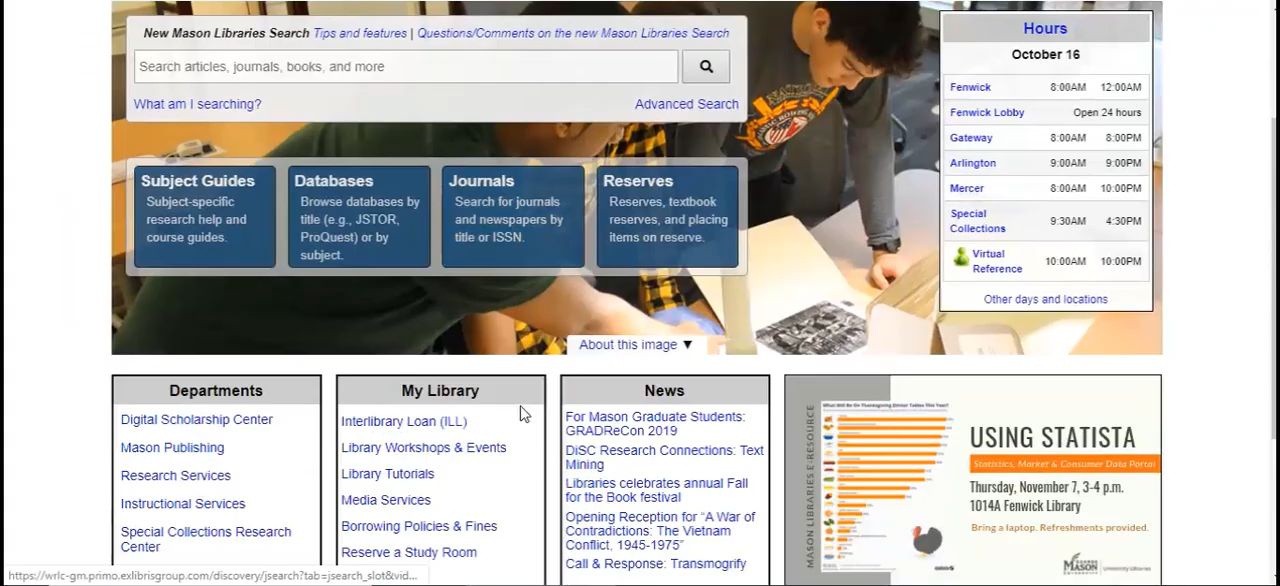 New Mason Libraries Search Tips and features | Questions/Comments on the new Mason Libraries Search
Search articles, journals, books, and more
What am I searching?
Advanced Search
Subject Guides
Subject-specific
research help and
course guides.
Databases
Browse databases by
title (e.g., JSTOR,
ProQuest) or by
subject.
Journals
Search for journals
and newspapers by
title or ISSN.
Reserves
Reserves, textbook
reserves, and placing
items on reserve.
About this image ▼
Hours
October 16
Fenwick 8:00AM 12:00AM
Fenwick Lobby Open 24 hours
Gateway 8:00AM 8:00PM
Arlington 9:00AM 9:00PM
Mercer 8:00AM 10:00PM
Special
Collections 9:30AM 4:30PM
Virtual
Reference 10:00AM 10:00PM
Other days and locations
Departments
Digital Scholarship Center
Mason Publishing
Research Services
Instructional Services
Special Collections Research
Center
My Library
Interlibrary Loan (ILL)
Library Workshops & Events
Library Tutorials
Media Services
Borrowing Policies & Fines
Reserve a Study Room
News
For Mason Graduate Students:
GRADReCon 2019
DiSC Research Connections: Text
Mining
Libraries celebrates annual Fall
for the Book festival
Opening Reception for “A War of
Contradictions: The Vietnam
Conflict, 1945-1975”
Call & Response: Transmogrify
MASON LIBRARIES E-RESOURCE
What Will Be On Thanksgiving Dinner Tables This Year?
USING STATISTA
Statistics, Market & Consumer Data Portal
Thursday, November 7, 3-4 p.m.
1014A Fenwick Library
Bring a laptop. Refreshments provided.
MASON
University Libraries
https://wrlc-gm.primo.exlibrisgroup.com/discovery/jsearch?tab=jsearch_slot&vid...